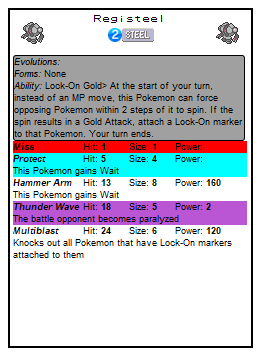 Registeel
2 STEEL
Evolutions:
Forms: None
Ability: Lock-On Gold> At the start of your turn,
instead of an MP move, this Pokemon can force
opposing Pokemon within 2 steps of it to spin. If the
spin results in a Gold Attack, attach a Lock-On marker
to that Pokemon. Your turn ends.
Miss Hit: 1 Size: 1 Power:
Protect Hit: 5 Size: 4 Power:
This Pokemon gains Wait
Hammer Arm Hit: 13 Size: 8 Power: 160
This Pokemon gains Wait
Thunder Wave Hit: 18 Size: 5 Power: 2
The battle opponent becomes paralyzed
Multiblast Hit: 24 Size: 6 Power: 120
Knocks out all Pokemon that have Lock-On markers
attached to them